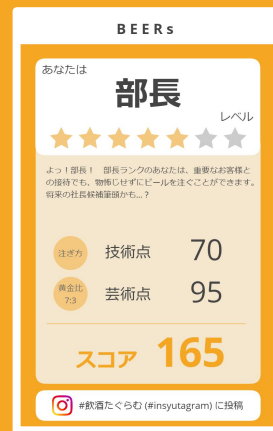 BEERs
あなたは
部長
レベル
よっ！部長！ 部長ランクのあなたは、重要なお客様と
の接待でも、物怖じせずにビールを注ぐことができます。
将来の社長候補筆頭かも...？
注ぎ方 技術点 70
黄金比
7:3
芸術点 95
スコア 165
#飲酒たぐらむ (#insyutagram) に投稿